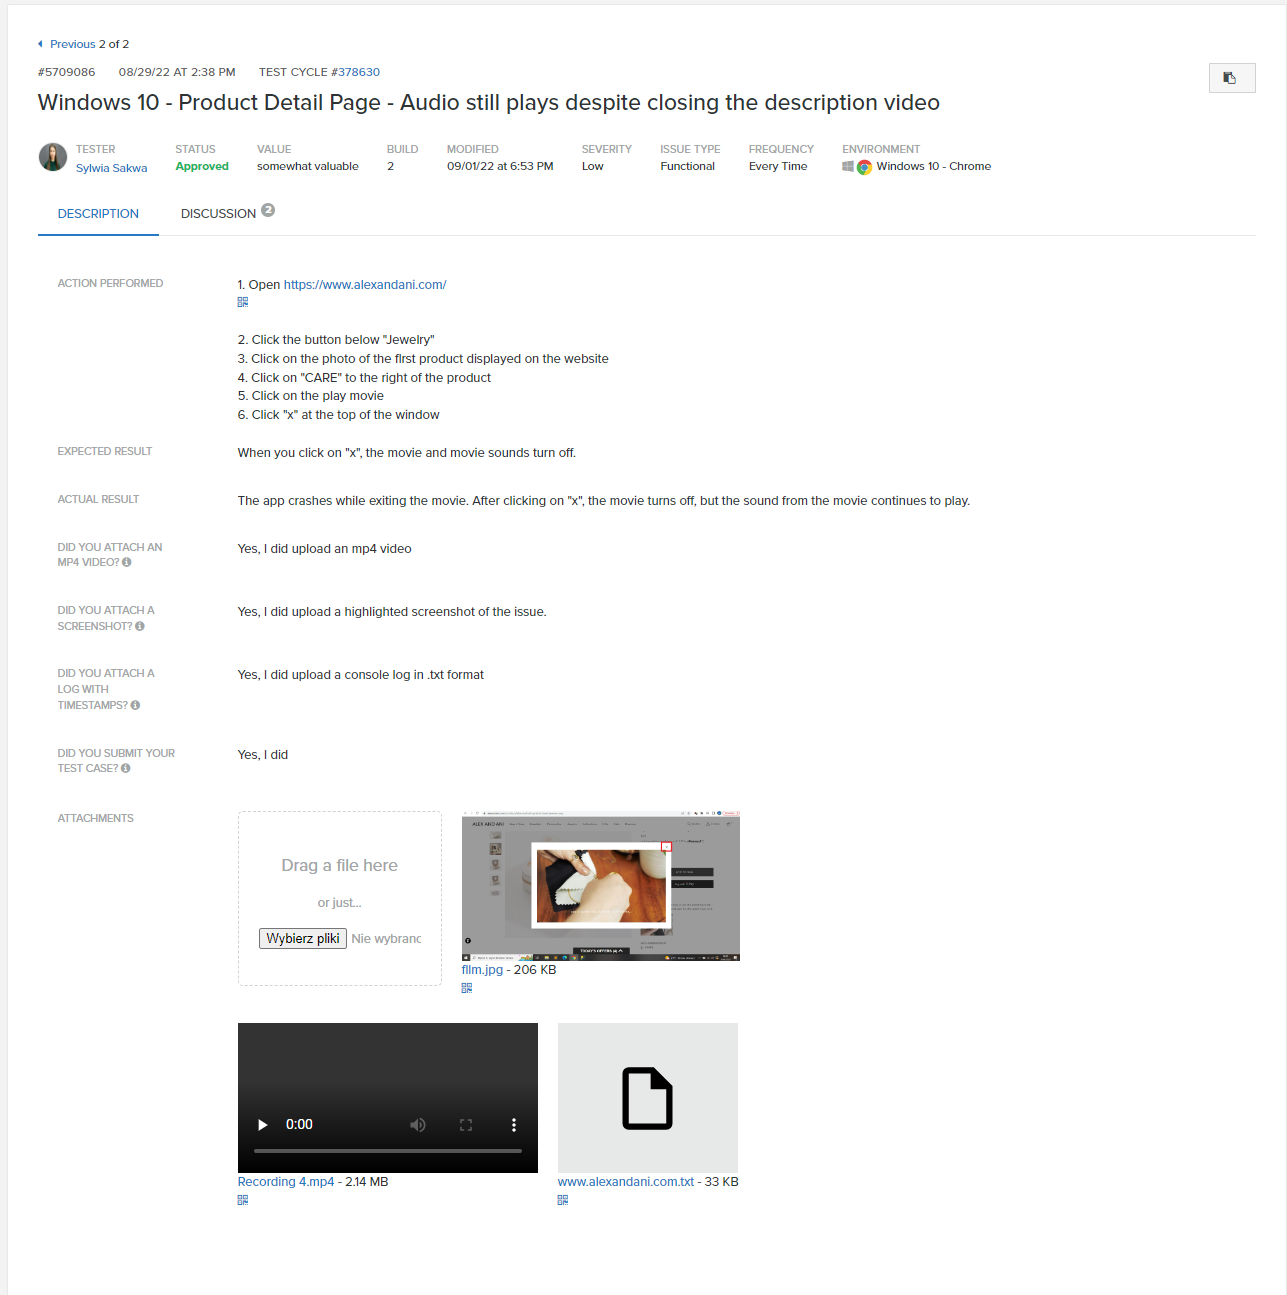 Previous 2 of 2
#5709086 08/29/22 AT 2:38 PM TEST CYCLE #378630
Windows 10 - Product Detail Page - Audio still plays despite closing the description video
TESTER STATUS VALUE BUILD MODIFIED SEVERITY ISSUE TYPE FREQUENCY ENVIRONMENT
Sylwia Sakwa Approved somewhat valuable 2 09/01/22 at 6:53 PM Low Functional Every Time Windows 10 - Chrome
DESCRIPTION DISCUSSION 2
ACTION PERFORMED 1. Open https://www.alexandani.com/
2. Click the button below "Jewelry"
3. Click on the photo of the first product displayed on the website
4. Click on "CARE" to the right of the product
5. Click on the play movie
6. Click "x" at the top of the window
EXPECTED RESULT When you click on "x", the movie and movie sounds turn off.
ACTUAL RESULT The app crashes while exiting the movie. After clicking on "x", the movie turns off, but the sound from the movie continues to play.
DID YOU ATTACH AN Yes, I did upload an mp4 video
MP4 VIDEO?
DID YOU ATTACH A Yes, I did upload a highlighted screenshot of the issue.
SCREENSHOT?
DID YOU ATTACH A Yes, I did upload a console log in .txt format
LOG WITH
TIMESTAMPS?
DID YOU SUBMIT YOUR Yes, I did
TEST CASE?
ATTACHMENTS
Drag a file here
or just...
Wybierz pliki Nie wybranc
ALEX AND ANI
TODAY'S OFFERS (4)
film.jpg - 206 KB
0:00
Recording 4.mp4 - 2.14 MB
www.alexandani.com.txt - 33 KB